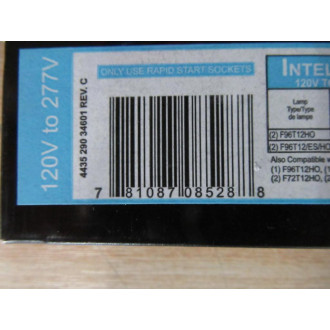 120V to 277V
4435 290 34601 REV. C
ONLY USE RAPID START SOCKETS
7 81087 08528 8
INTEL
120V T
Lamp
Type/Type
de lampe
(2) F96T12HO
(2) F96T12/ES/HO
Also Compatible w
(1) F96T12HO, (1
(2) F72T12HO, (2